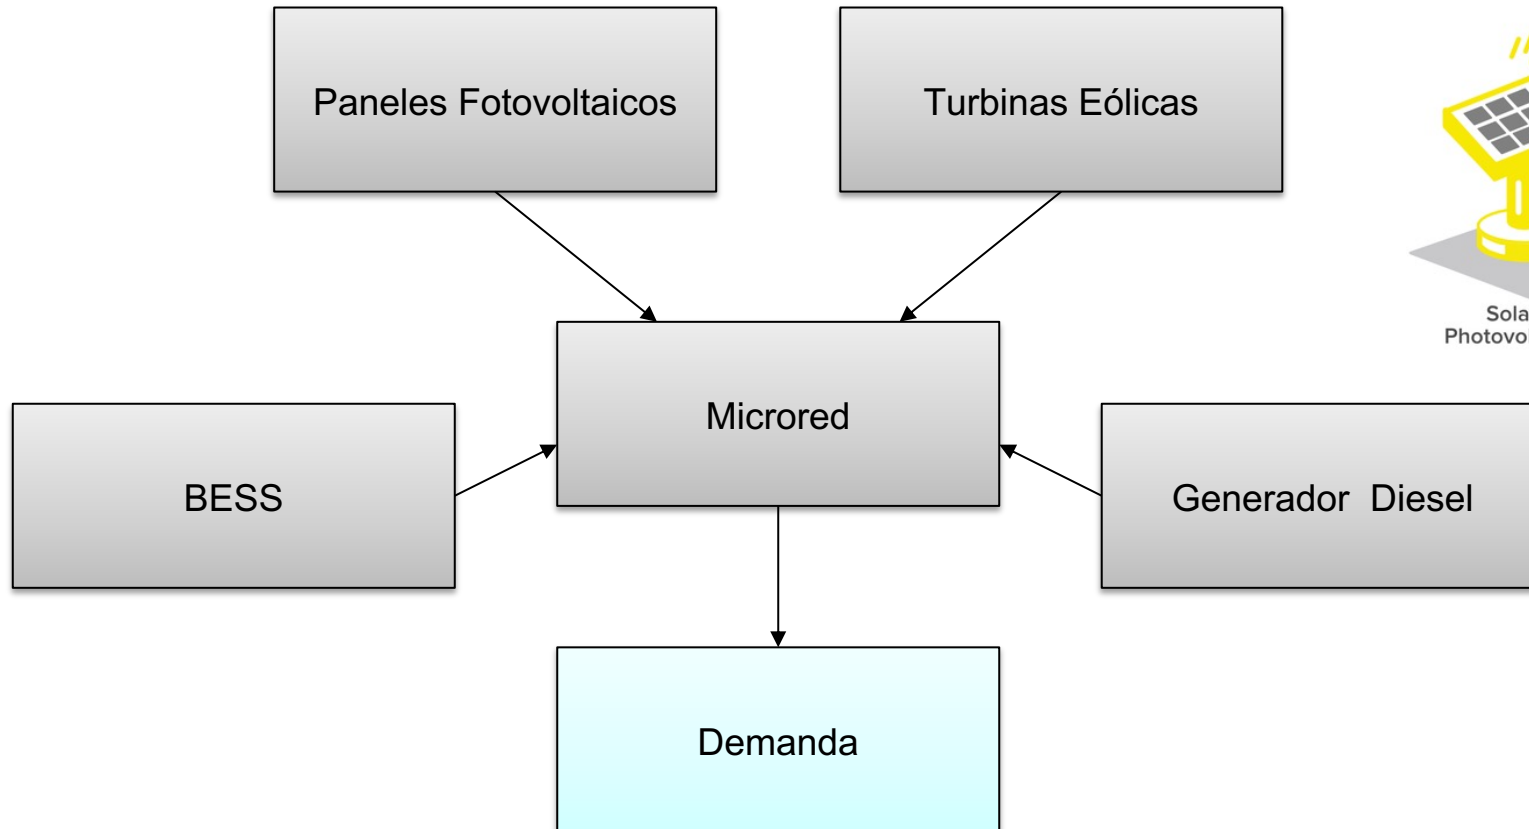 Paneles Fotovoltaicos
Turbinas Eólicas
Microred
BESS
Generador Diesel
Demanda